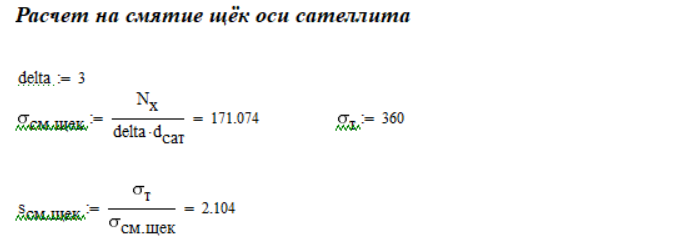 Расчет на смятие щёк оси сателлита
delta := 3
σсм.щек := Nx / (delta·dсат) = 171.074 σт := 360
sсм.щек := σт / σсм.щек = 2.104